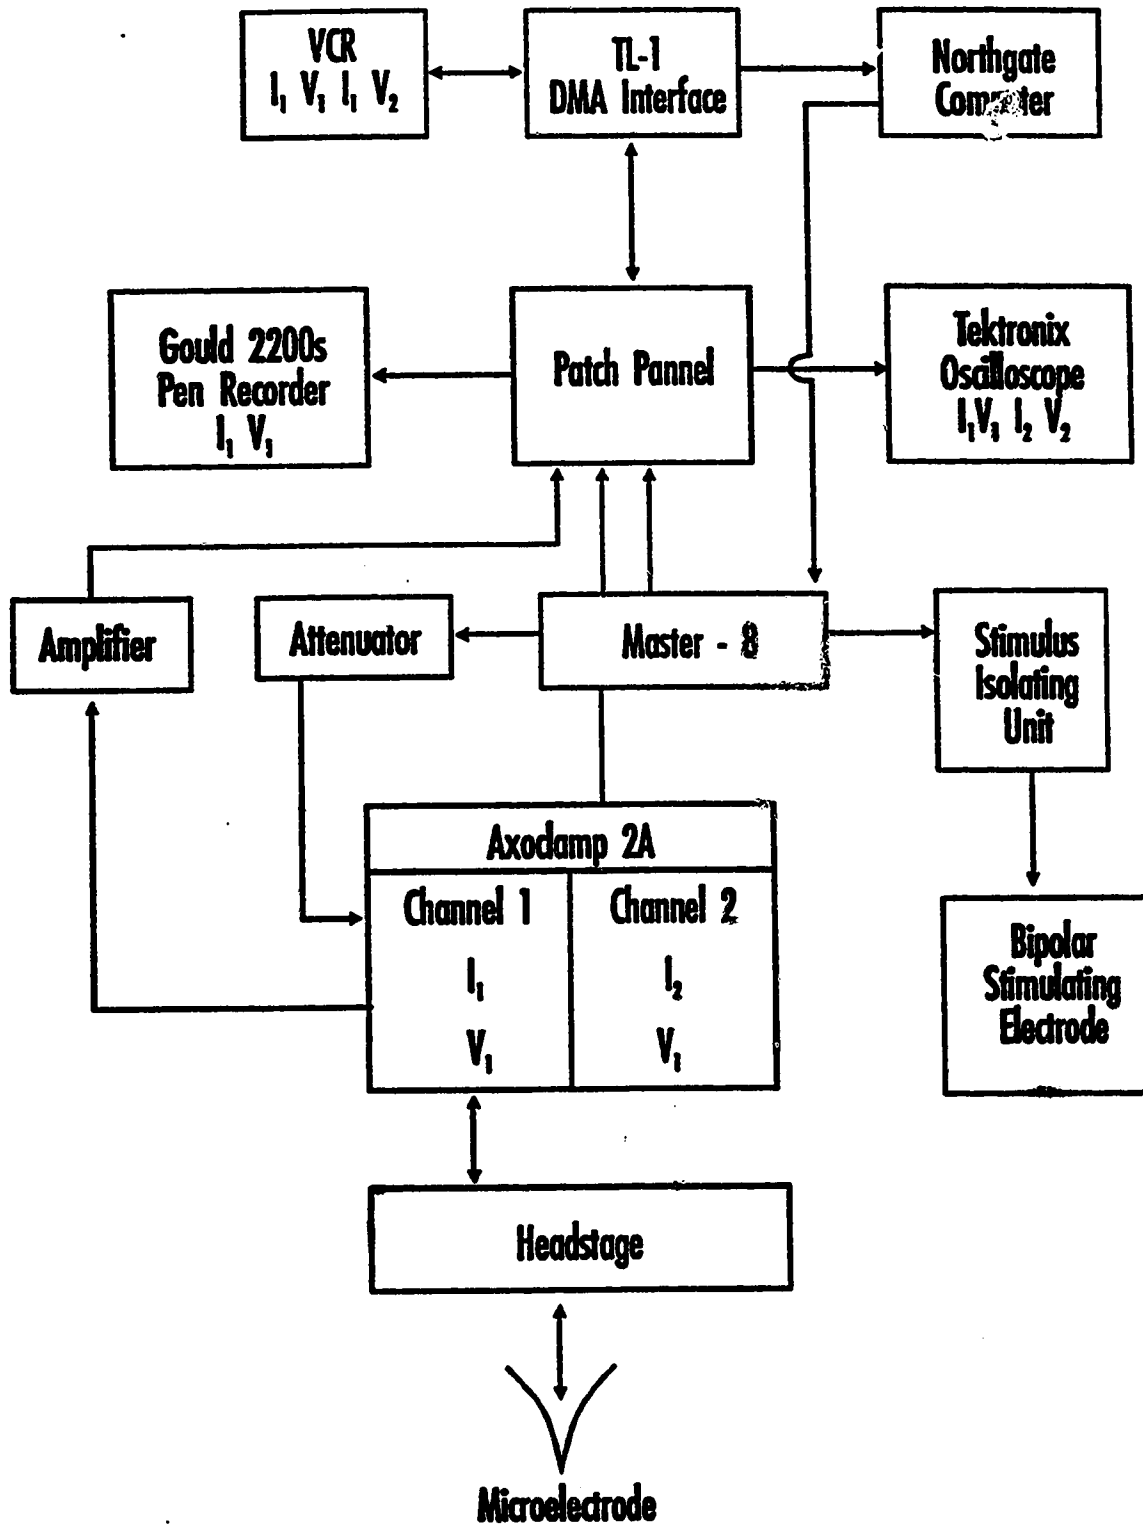 VCR
I₁ V₁ I₁ V₂
TL-1
DMA Interface
Northgate
Computer
Gould 2200s
Pen Recorder
I₁ V₁
Patch Pannel
Tektronix
Oscilloscope
I₁V₁ I₂ V₂
Amplifier
Attenuator
Master - 8
Stimulus
Isolating
Unit
Axoclamp 2A
Channel 1
I₁
V₁
Channel 2
I₂
V₁
Bipolar
Stimulating
Electrode
Headstage
Microelectrode